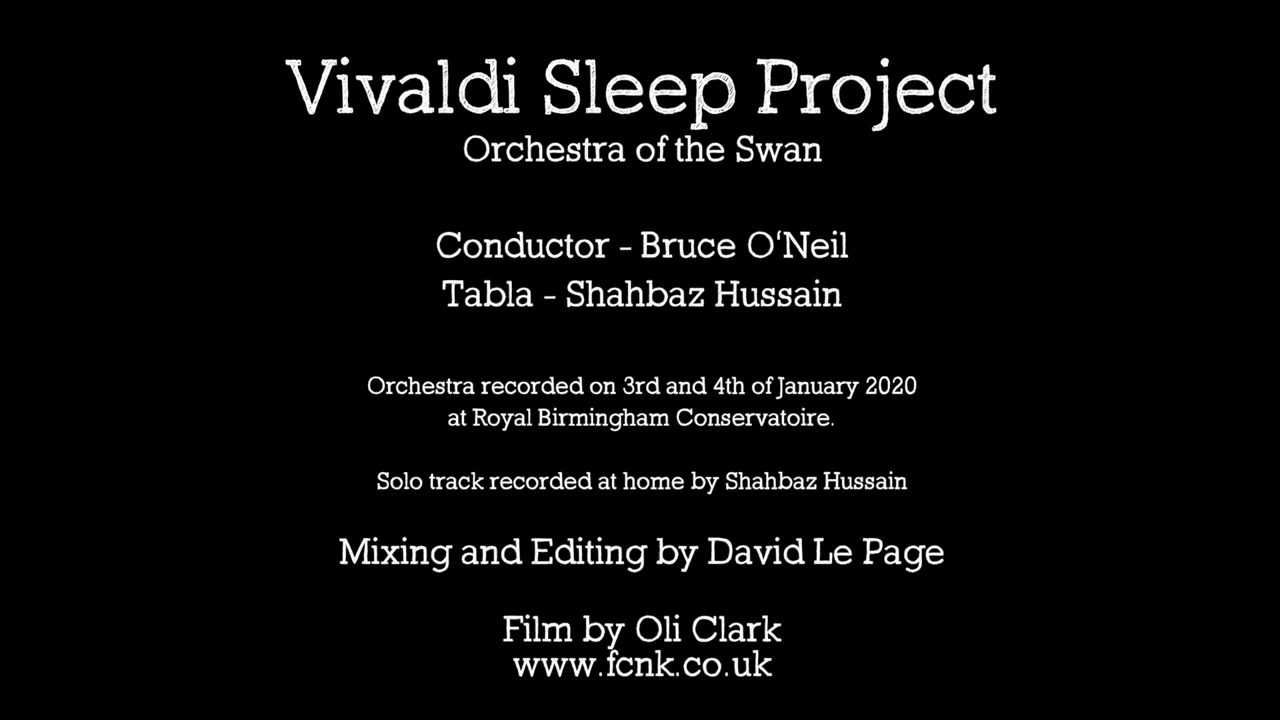 Vivaldi Sleep Project
Orchestra of the Swan
Conductor - Bruce O‘Neil
Tabla - Shahbaz Hussain
Orchestra recorded on 3rd and 4th of January 2020
at Royal Birmingham Conservatoire.
Solo track recorded at home by Shahbaz Hussain
Mixing and Editing by David Le Page
Film by Oli Clark
www.fcnk.co.uk